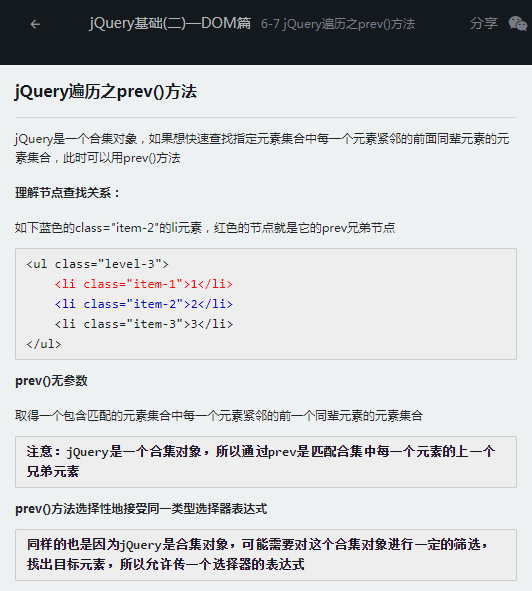 ← jQuery基础(二)—DOM篇 6-7 jQuery遍历之prev()方法 分享
jQuery遍历之prev()方法
jQuery是一个合集对象，如果想快速查找指定元素集合中每一个元素紧邻的前面同辈元素的元
素集合，此时可以用prev()方法
理解节点查找关系：
如下蓝色的class="item-2"的li元素，红色的节点就是它的prev兄弟节点
<ul class="level-3">
    <li class="item-1">1</li>
    <li class="item-2">2</li>
    <li class="item-3">3</li>
</ul>
prev()无参数
取得一个包含匹配的元素集合中每一个元素紧邻的前一个同辈元素的元素集合
注意：jQuery是一个合集对象，所以通过prev是匹配合集中每一个元素的上一个
兄弟元素
prev()方法选择性地接受同一类型选择器表达式
同样的也是因为jQuery是合集对象，可能需要对这个合集对象进行一定的筛选，
找出目标元素，所以允许传一个选择器的表达式